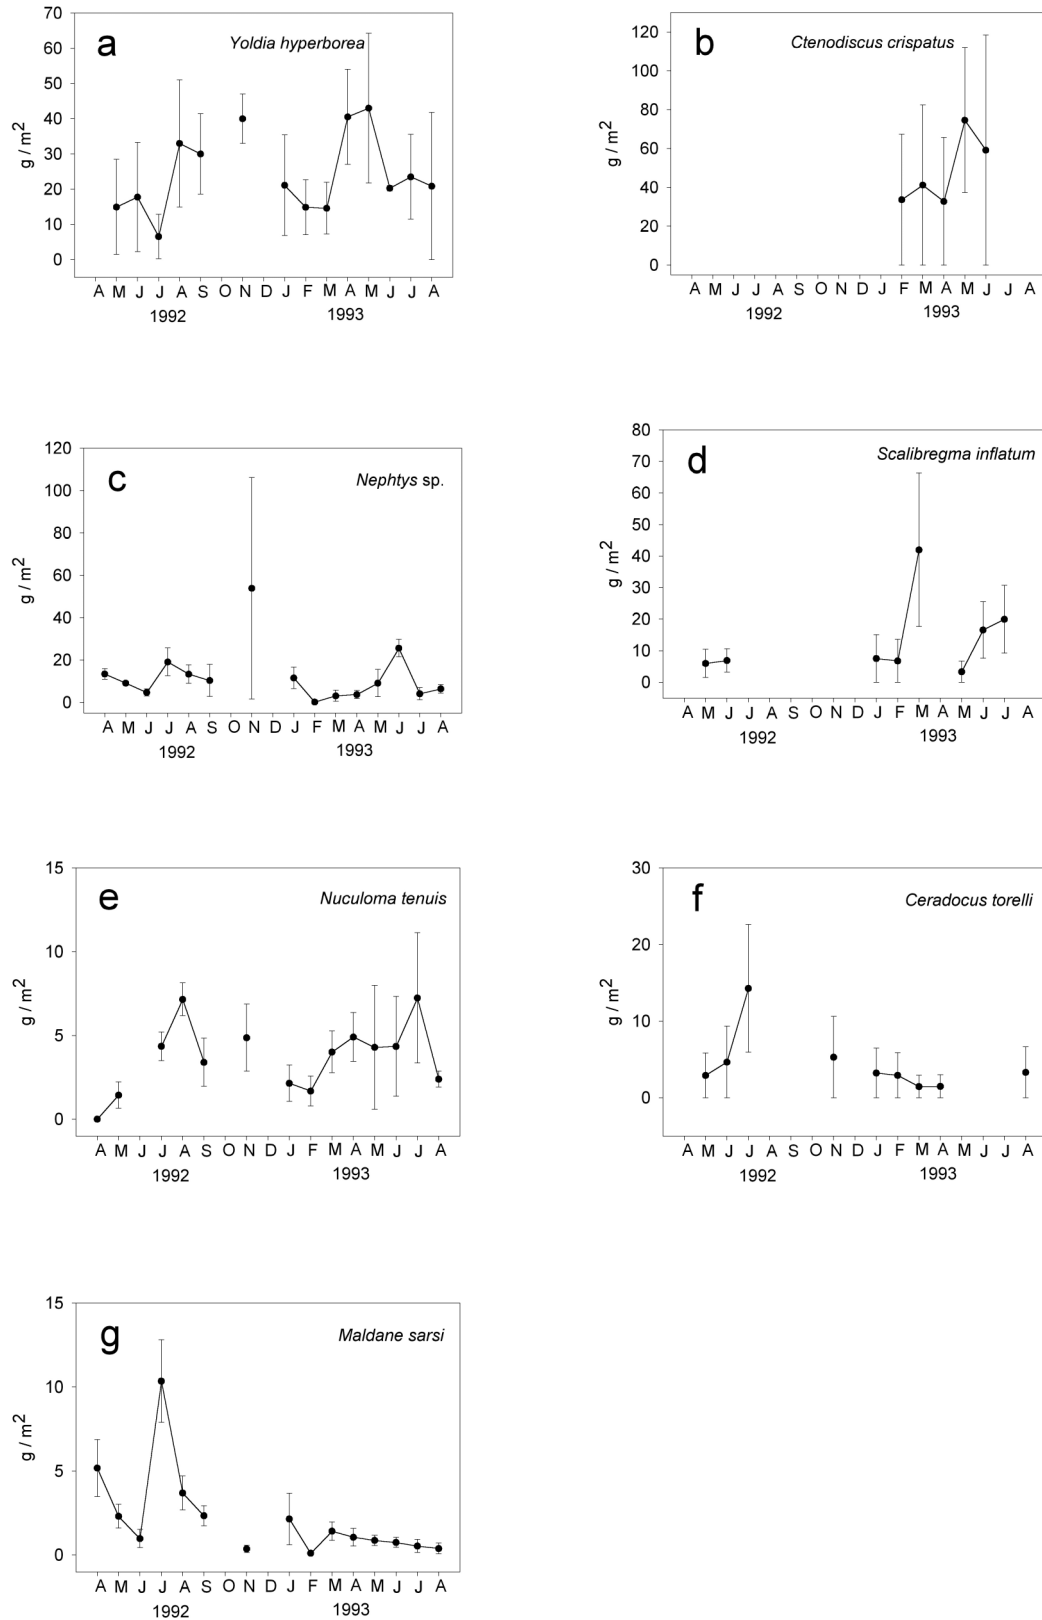 a
Yoldia hyperborea
70
60
50
40
30
20
10
0
g / m2
A M J J A S O N D J F M A M J J A
1992 1993
b
Ctenodiscus crispatus
120
100
80
60
40
20
0
g / m2
A M J J A S O N D F M A M J J A
1992 1993
c
Nephtys sp.
120
100
80
60
40
20
0
g / m2
A M J J A S O N D J F M A M J J A
1992 1993
d
Scalibregma inflatum
80
70
60
50
40
30
20
10
0
g / m2
A M J J A S O N D J F M A M J J A
1992 1993
e
Nuculoma tenuis
15
10
5
0
g / m2
A M J J A S O N D J F M A M J J A
1992 1993
f
Ceradocus torelli
30
20
10
0
g / m2
A M J J A S O N D J F M A M J J A
1992 1993
g
Maldane sarsi
15
10
5
0
g / m2
A M J J A S O N D J F M A M J J A
1992 1993